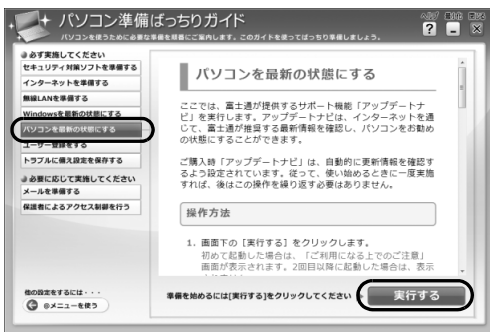 パソコン準備ばっちりガイド
パソコンを使うために必要な準備を順番にご案内します。このガイドを使ってばっちり準備しましょう。
ヘルプ 最小化 閉じる
必ず実施してください
セキュリティ対策ソフトを準備する
インターネットを準備する
無線LANを準備する
Windowsを最新の状態にする
パソコンを最新の状態にする
ユーザー登録をする
トラブルに備え設定を保存する
必要に応じて実施してください
メールを準備する
保護者によるアクセス制御を行う
他の設定をするには・・・
@メニューを使う
パソコンを最新の状態にする
ここでは、富士通が提供するサポート機能「アップデートナ
ビ」を実行します。アップデートナビは、インターネットを通
じて、富士通が推奨する最新情報を確認し、パソコンをお勧め
の状態にすることができます。
ご購入時「アップデートナビ」は、自動的に更新情報を確認す
るよう設定されています。従って、使い始めるときに一度実施
すれば、後はこの操作を繰り返す必要はありません。
操作方法
1. 画面下の［実行する］をクリックします。
初めて起動した場合は、「ご利用になる上でのご注意」
画面が表示されます。2回目以降に起動した場合は、表示
準備を始めるには[実行する]をクリックしてください
実行する